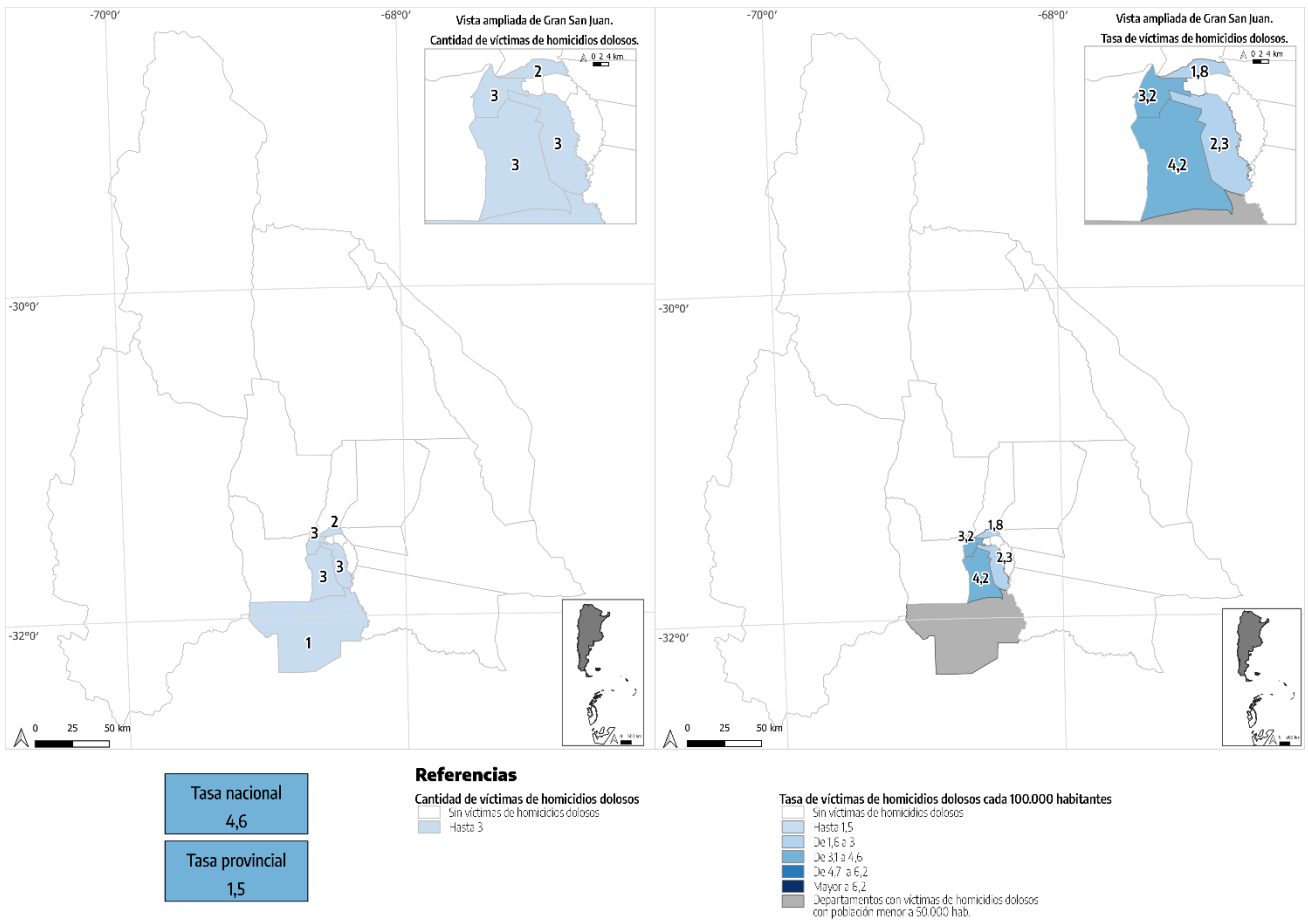 -70°0'
-68°0'
Vista ampliada de Gran San Juan.
Cantidad de víctimas de homicidios dolosos.
0 2 4 km
2
3
3
3
-30°0'
2
3
3
3
-32°0'
1
0 25 50 km
-70°0'
-68°0'
Vista ampliada de Gran San Juan.
Tasa de víctimas de homicidios dolosos.
0 2 4 km
1,8
3,2
2,3
4,2
-30°0'
1,8
3,2
2,3
4,2
-32°0'
0 25 50 km
Tasa nacional
4,6
Tasa provincial
1,5
Referencias
Cantidad de víctimas de homicidios dolosos
Sin víctimas de homicidios dolosos
Hasta 3
Tasa de víctimas de homicidios dolosos cada 100.000 habitantes
Sin víctimas de homicidios dolosos
Hasta 1,5
De 1,6 a 3
De 3,1 a 4,6
De 4,7 a 6,2
Mayor a 6,2
Departamentos con víctimas de homicidios dolosos
con población menor a 50.000 hab.